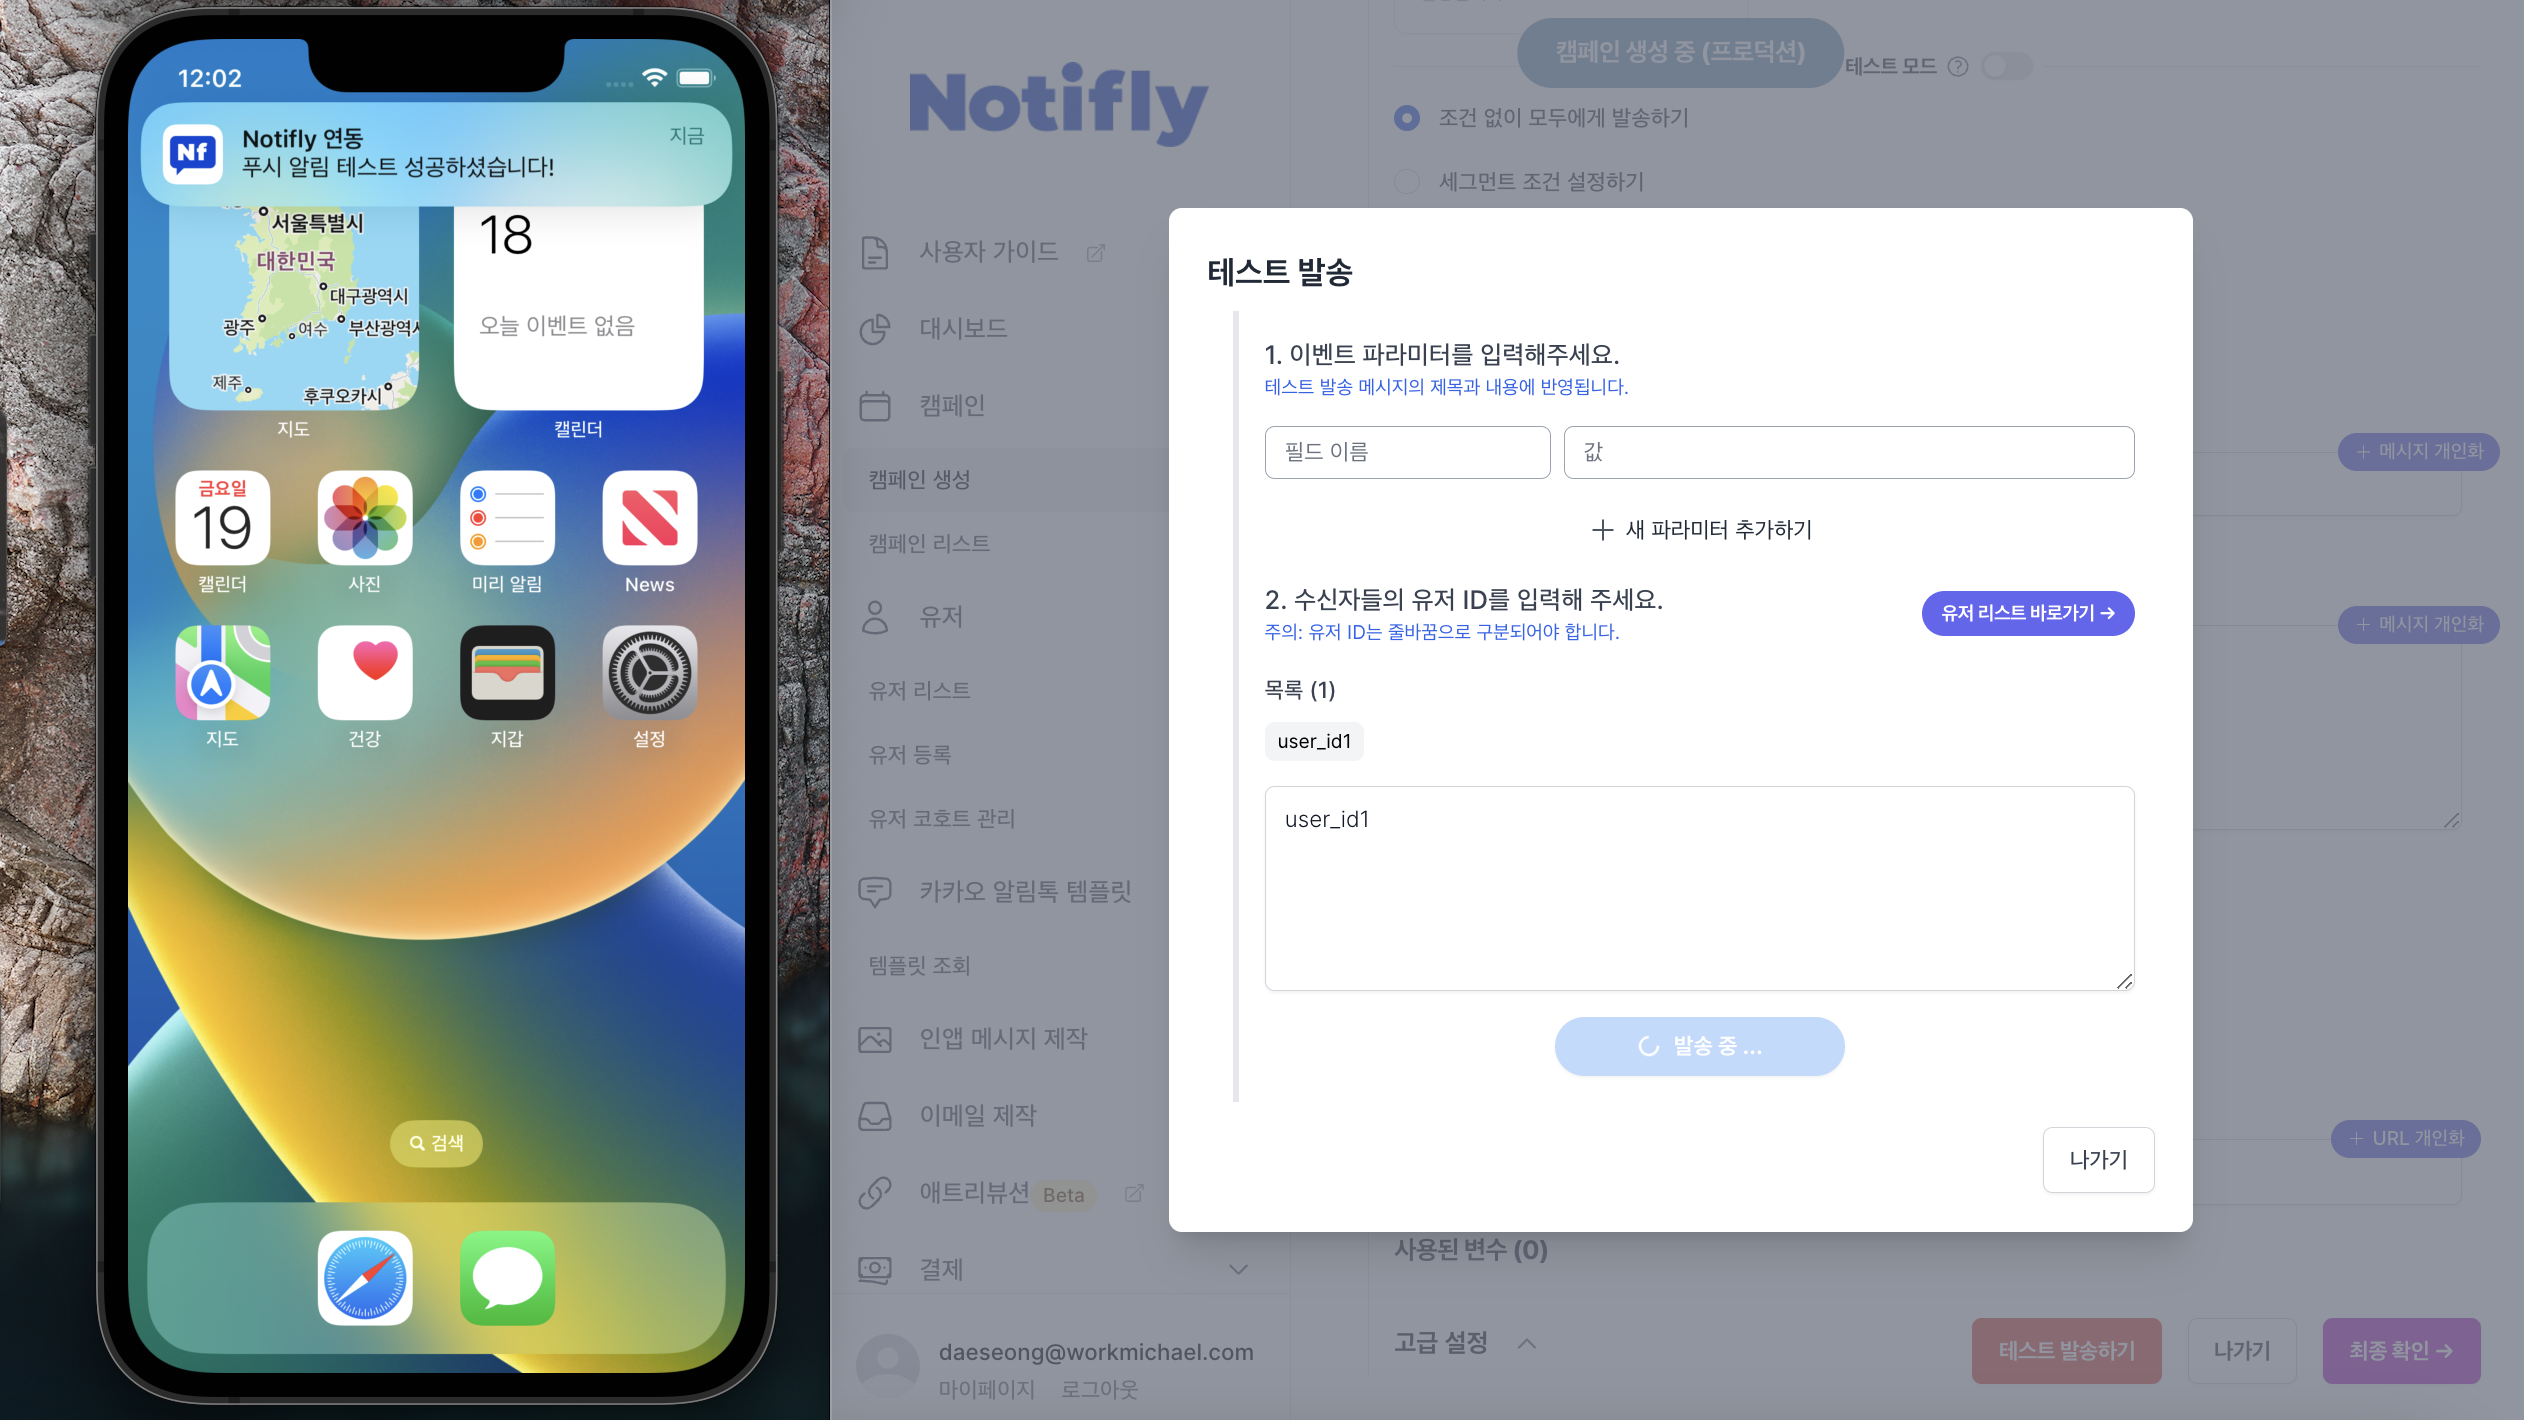 12:02
Nf
Notifly 연동
지금
푸시 알림 테스트 성공하셨습니다!
서울특별시
대한민국
대구광역시
광주
여수
부산광역시
제주
후쿠오카시
지도
18
오늘 이벤트 없음
캘린더
금요일
19
캘린더
사진
미리 알림
News
지도
건강
지갑
설정
검색
Notifly
사용자 가이드
대시보드
캠페인
캠페인 생성
캠페인 리스트
유저
유저 리스트
유저 등록
유저 코호트 관리
카카오 알림톡 템플릿
템플릿 조회
인앱 메시지 제작
이메일 제작
애트리뷰션 Beta
결제
daeseong@workmichael.com
마이페이지 로그아웃
캠페인 생성 중 (프로덕션)
테스트 모드
조건 없이 모두에게 발송하기
세그먼트 조건 설정하기
테스트 발송
1. 이벤트 파라미터를 입력해주세요.
테스트 발송 메시지의 제목과 내용에 반영됩니다.
필드 이름
값
새 파라미터 추가하기
2. 수신자들의 유저 ID를 입력해 주세요.
주의: 유저 ID는 줄바꿈으로 구분되어야 합니다.
유저 리스트 바로가기 →
목록 (1)
user_id1
user_id1
발송 중 ...
나가기
+ 메시지 개인화
+ 메시지 개인화
+ URL 개인화
사용된 변수 (0)
고급 설정
테스트 발송하기
나가기
최종 확인 →